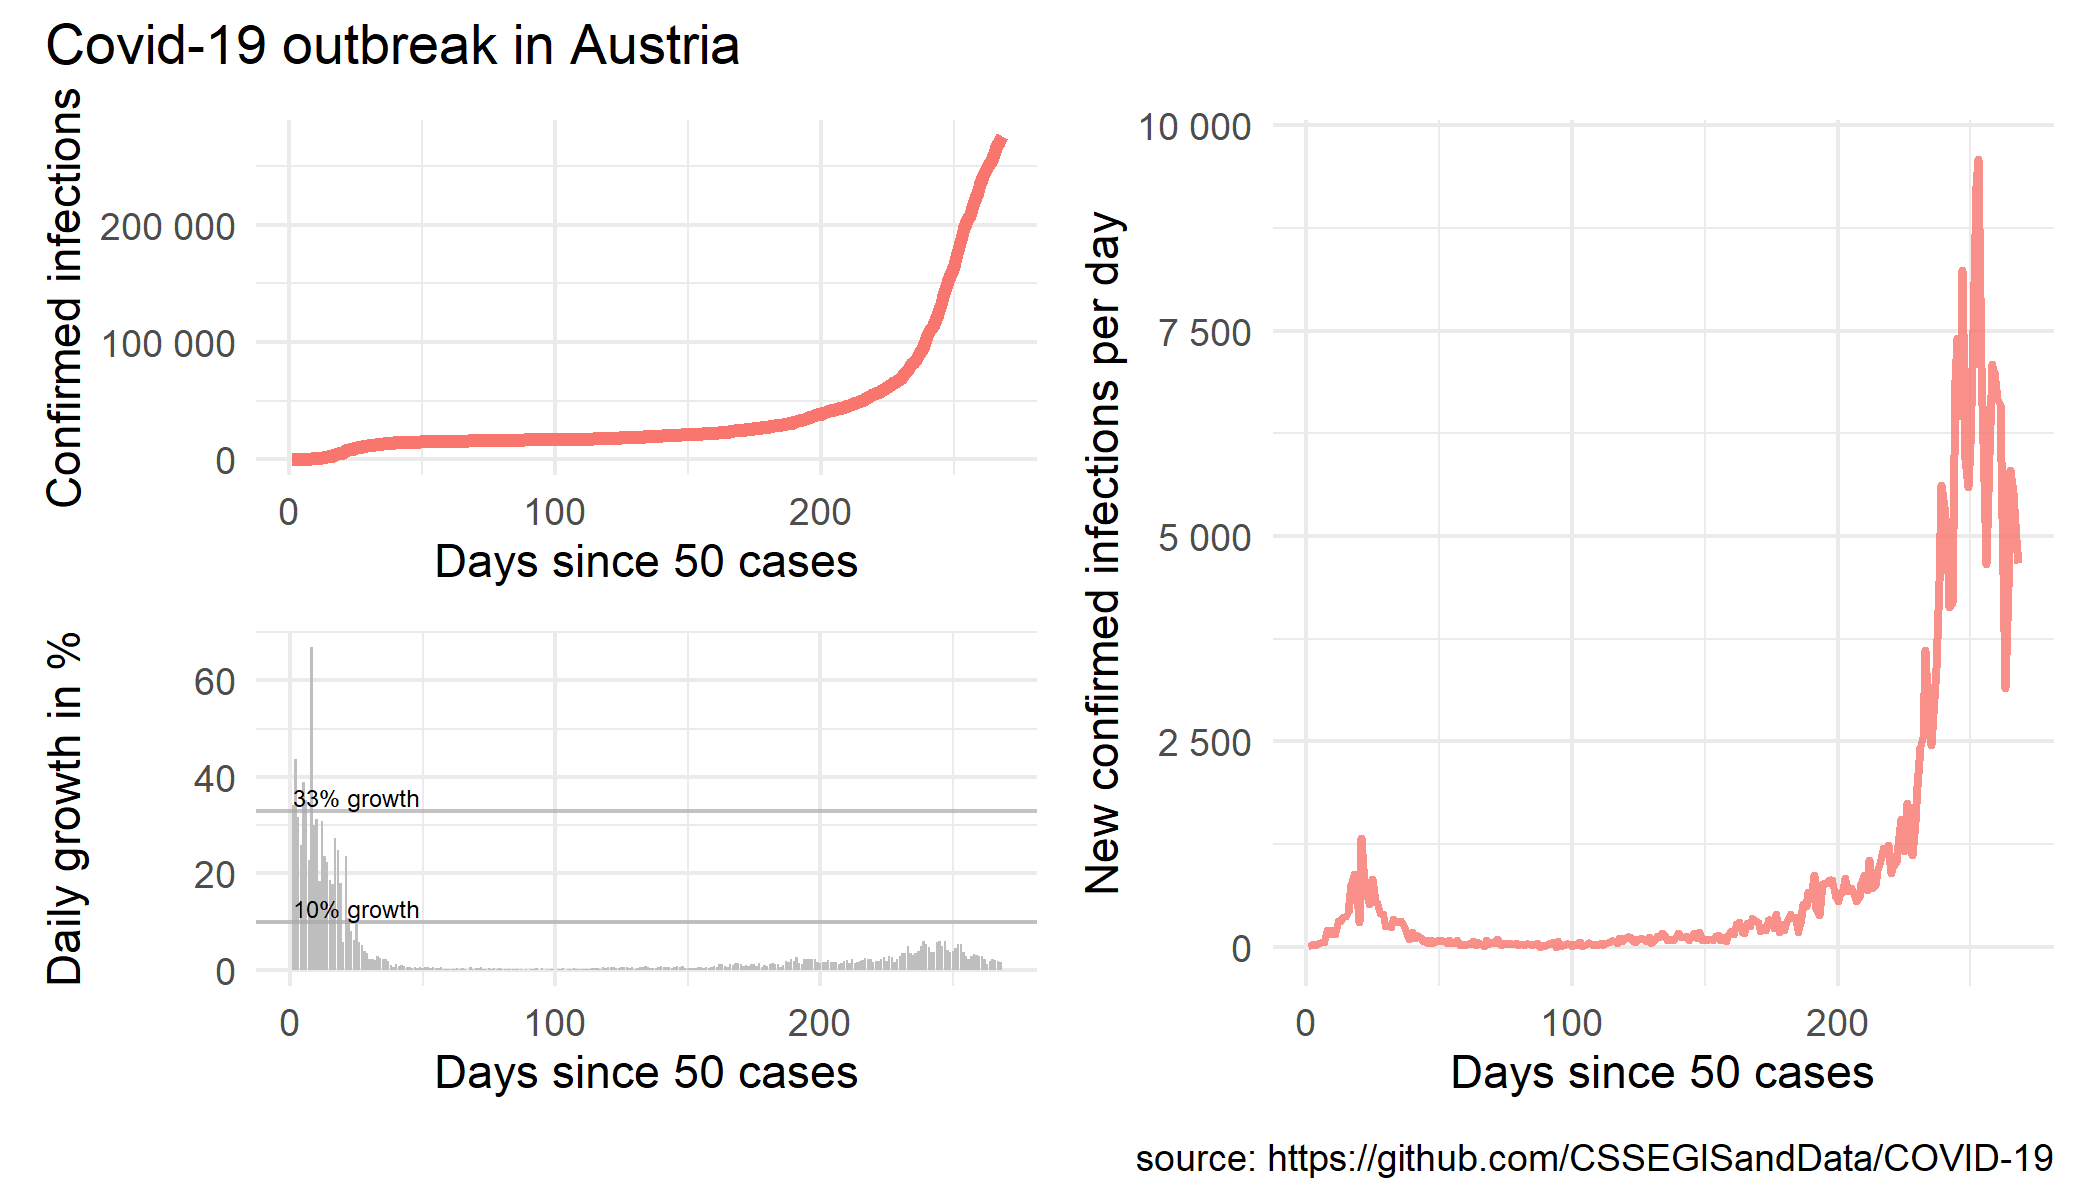 Covid-19 outbreak in Austria
Confirmed infections
200 000
100 000
0
0 100 200
Days since 50 cases
Daily growth in %
60
40
20
0
33% growth
10% growth
0 100 200
Days since 50 cases
New confirmed infections per day
10 000
7 500
5 000
2 500
0
0 100 200
Days since 50 cases
source: https://github.com/CSSEGISandData/COVID-19